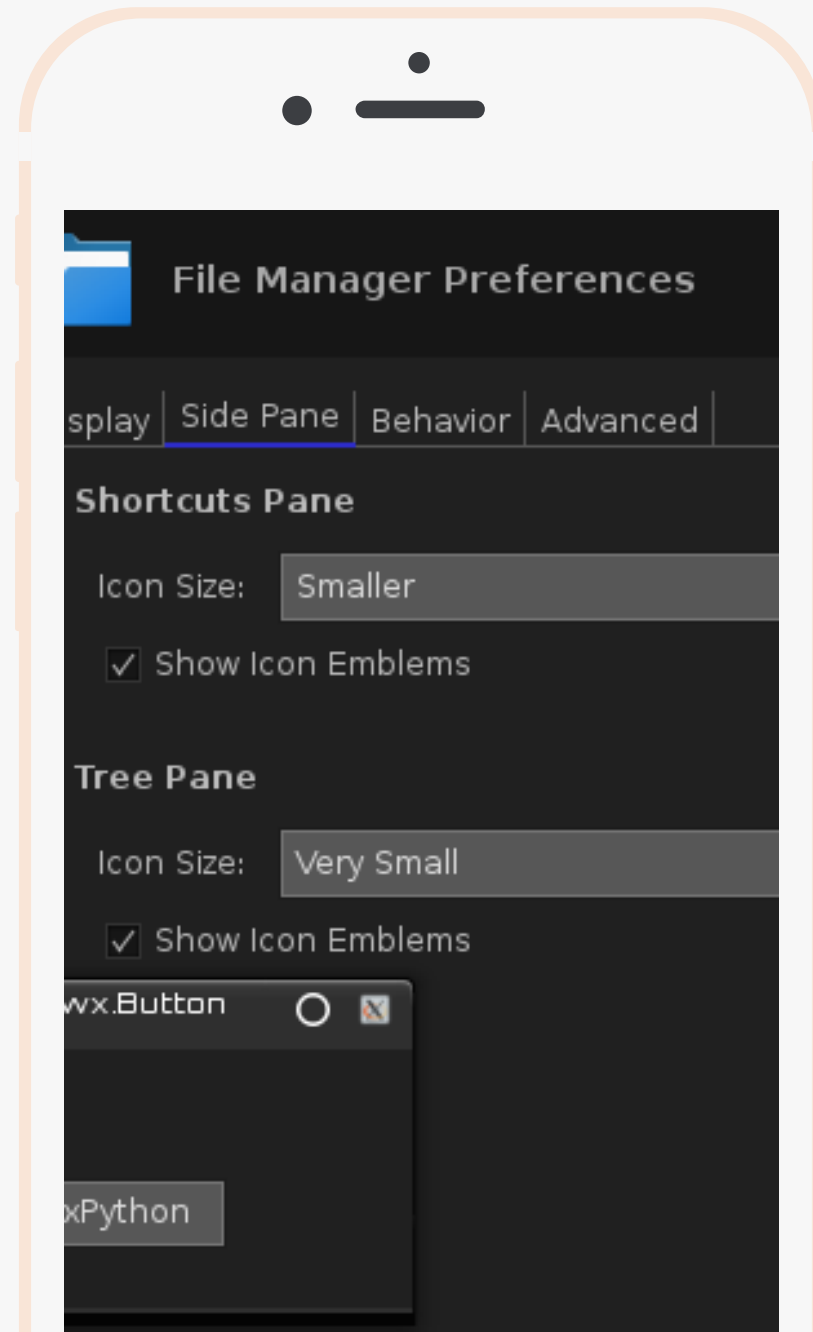 File Manager Preferences
splay Side Pane Behavior Advanced
Shortcuts Pane
Icon Size: Smaller
Show Icon Emblems
Tree Pane
Icon Size: Very Small
Show Icon Emblems
wx.Button
xPython